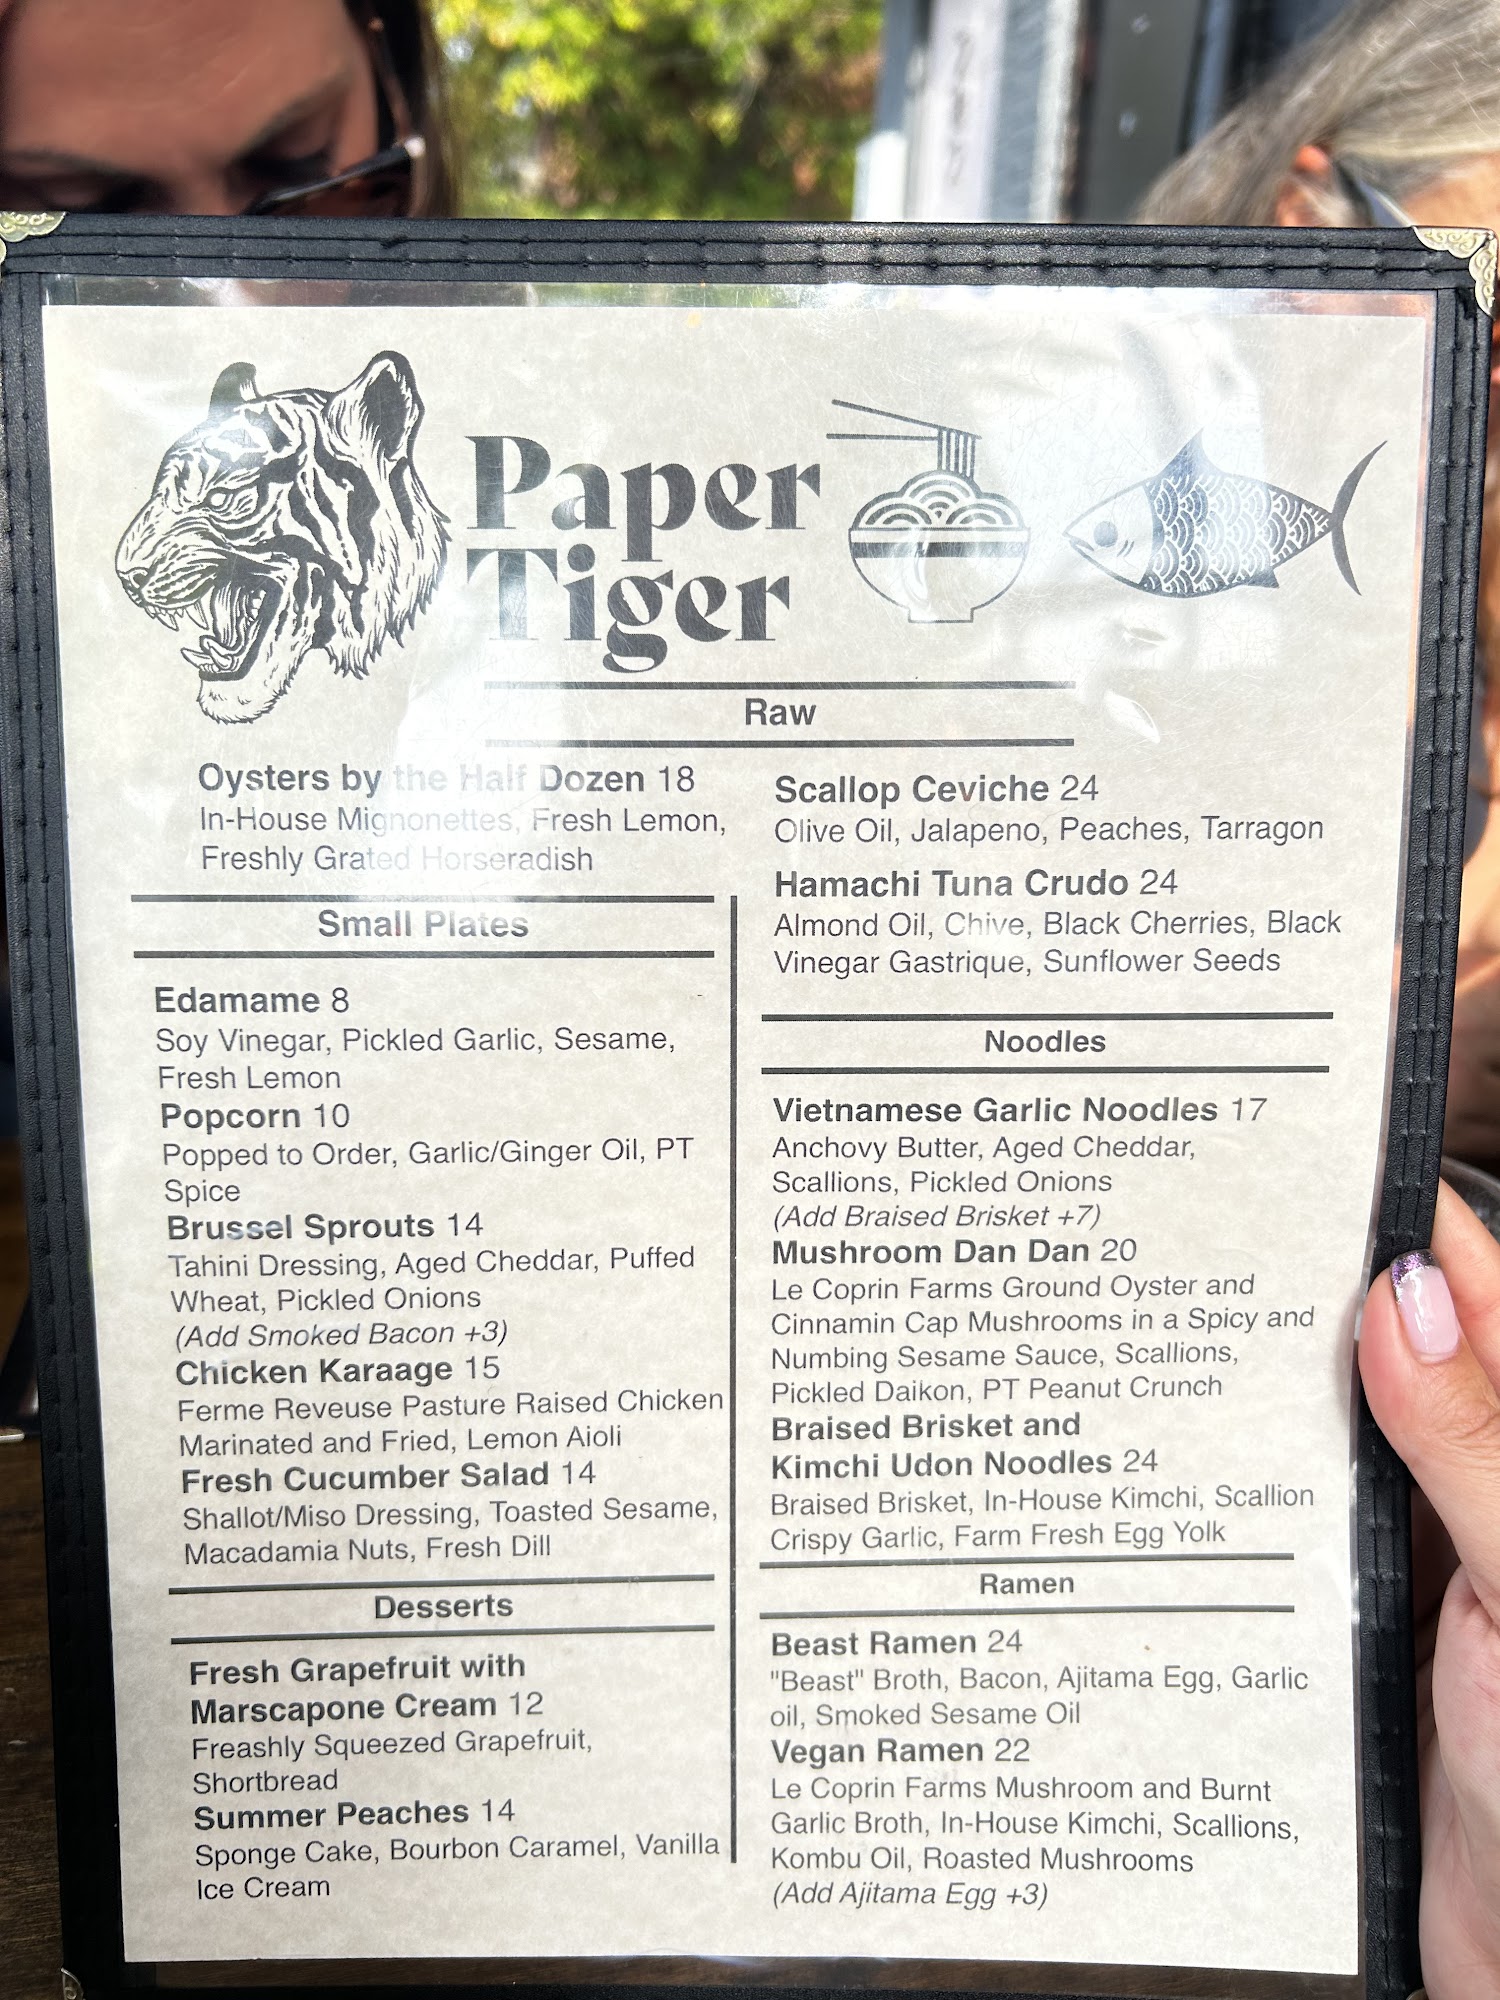 Paper
Tiger
Raw
Oysters by the Half Dozen 18
In-House Mignonettes, Fresh Lemon,
Freshly Grated Horseradish
Scallop Ceviche 24
Olive Oil, Jalapeno, Peaches, Tarragon
Hamachi Tuna Crudo 24
Almond Oil, Chive, Black Cherries, Black
Vinegar Gastrique, Sunflower Seeds
Small Plates
Edamame 8
Soy Vinegar, Pickled Garlic, Sesame,
Fresh Lemon
Popcorn 10
Popped to Order, Garlic/Ginger Oil, PT
Spice
Brussel Sprouts 14
Tahini Dressing, Aged Cheddar, Puffed
Wheat, Pickled Onions
(Add Smoked Bacon +3)
Chicken Karaage 15
Ferme Reveuse Pasture Raised Chicken
Marinated and Fried, Lemon Aioli
Fresh Cucumber Salad 14
Shallot/Miso Dressing, Toasted Sesame,
Macadamia Nuts, Fresh Dill
Desserts
Fresh Grapefruit with
Marscapone Cream 12
Freashly Squeezed Grapefruit,
Shortbread
Summer Peaches 14
Sponge Cake, Bourbon Caramel, Vanilla
Ice Cream
Noodles
Vietnamese Garlic Noodles 17
Anchovy Butter, Aged Cheddar,
Scallions, Pickled Onions
(Add Braised Brisket +7)
Mushroom Dan Dan 20
Le Coprin Farms Ground Oyster and
Cinnamin Cap Mushrooms in a Spicy and
Numbing Sesame Sauce, Scallions,
Pickled Daikon, PT Peanut Crunch
Braised Brisket and
Kimchi Udon Noodles 24
Braised Brisket, In-House Kimchi, Scallion
Crispy Garlic, Farm Fresh Egg Yolk
Ramen
Beast Ramen 24
"Beast" Broth, Bacon, Ajitama Egg, Garlic
oil, Smoked Sesame Oil
Vegan Ramen 22
Le Coprin Farms Mushroom and Burnt
Garlic Broth, In-House Kimchi, Scallions,
Kombu Oil, Roasted Mushrooms
(Add Ajitama Egg +3)